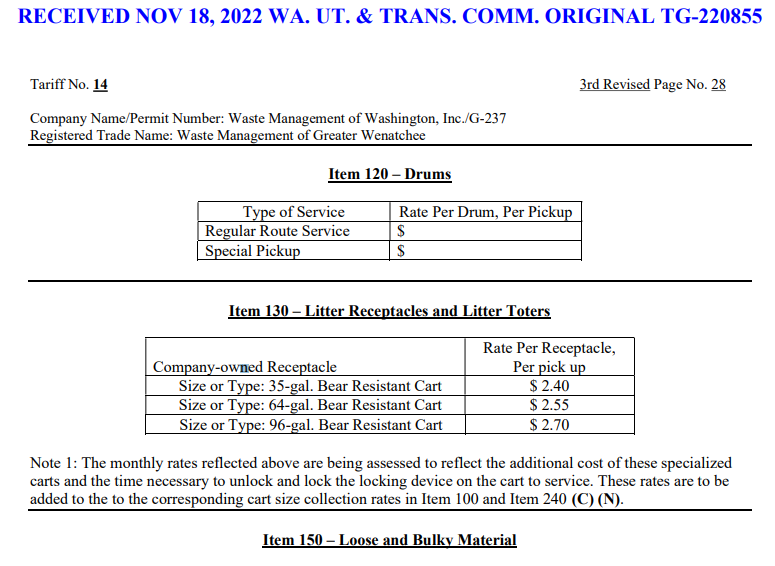 RECEIVED NOV 18, 2022 WA. UT. & TRANS. COMM. ORIGINAL TG-220855
Tariff No. 14 3rd Revised Page No. 28
Company Name/Permit Number: Waste Management of Washington, Inc./G-237
Registered Trade Name: Waste Management of Greater Wenatchee
Item 120 – Drums
Type of Service Rate Per Drum, Per Pickup
Regular Route Service $
Special Pickup $
Item 130 – Litter Receptacles and Litter Toters
Rate Per Receptacle,
Company-owned Receptacle Per pick up
Size or Type: 35-gal. Bear Resistant Cart $ 2.40
Size or Type: 64-gal. Bear Resistant Cart $ 2.55
Size or Type: 96-gal. Bear Resistant Cart $ 2.70
Note 1: The monthly rates reflected above are being assessed to reflect the additional cost of these specialized
carts and the time necessary to unlock and lock the locking device on the cart to service. These rates are to be
added to the to the corresponding cart size collection rates in Item 100 and Item 240 (C) (N).
Item 150 – Loose and Bulky Material